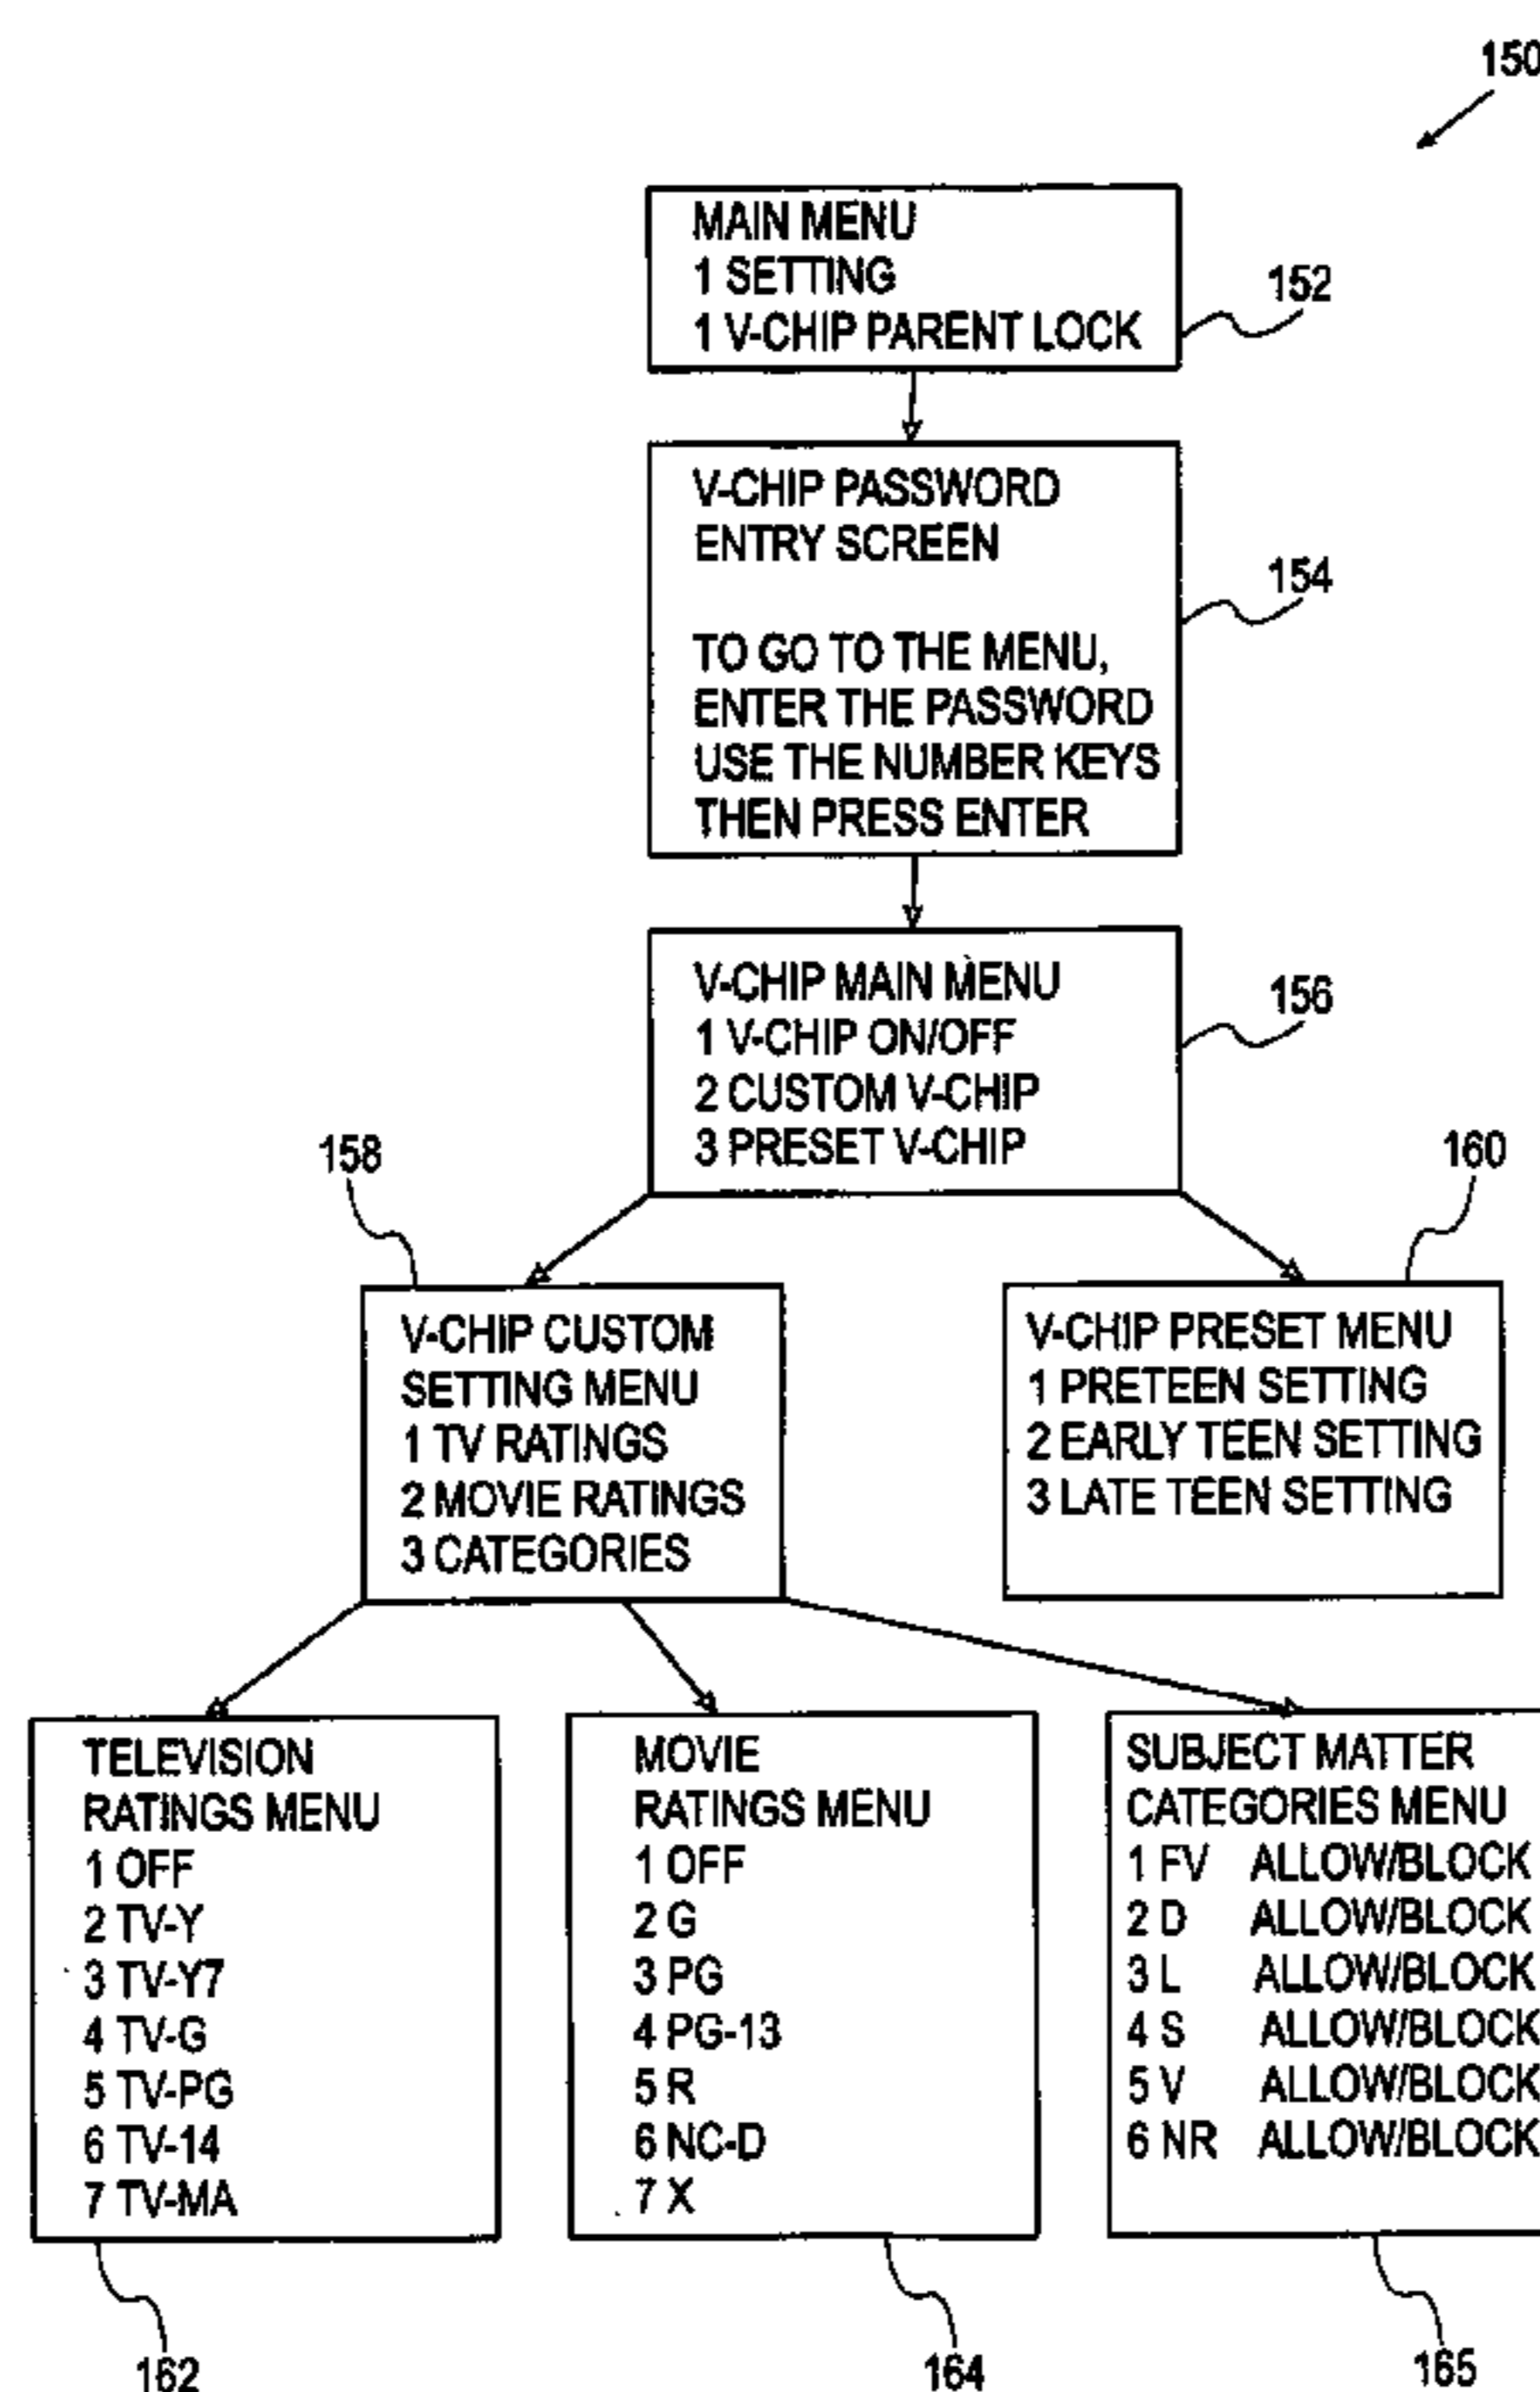 150
MAIN MENU
1 SETTING
1 V-CHIP PARENT LOCK
152
V-CHIP PASSWORD
ENTRY SCREEN
TO GO TO THE MENU,
ENTER THE PASSWORD
USE THE NUMBER KEYS
THEN PRESS ENTER
154
V-CHIP MAIN MENU
1 V-CHIP ON/OFF
2 CUSTOM V-CHIP
3 PRESET V-CHIP
156
158
V-CHIP CUSTOM
SETTING MENU
1 TV RATINGS
2 MOVIE RATINGS
3 CATEGORIES
160
V-CHIP PRESET MENU
1 PRETEEN SETTING
2 EARLY TEEN SETTING
3 LATE TEEN SETTING
TELEVISION
RATINGS MENU
1 OFF
2 TV-Y
3 TV-Y7
4 TV-G
5 TV-PG
6 TV-14
7 TV-MA
162
MOVIE
RATINGS MENU
1 OFF
2 G
3 PG
4 PG-13
5 R
6 NC-D
7 X
164
SUBJECT MATTER
CATEGORIES MENU
1 FV ALLOW/BLOCK
2 D ALLOW/BLOCK
3 L ALLOW/BLOCK
4 S ALLOW/BLOCK
5 V ALLOW/BLOCK
6 NR ALLOW/BLOCK
165